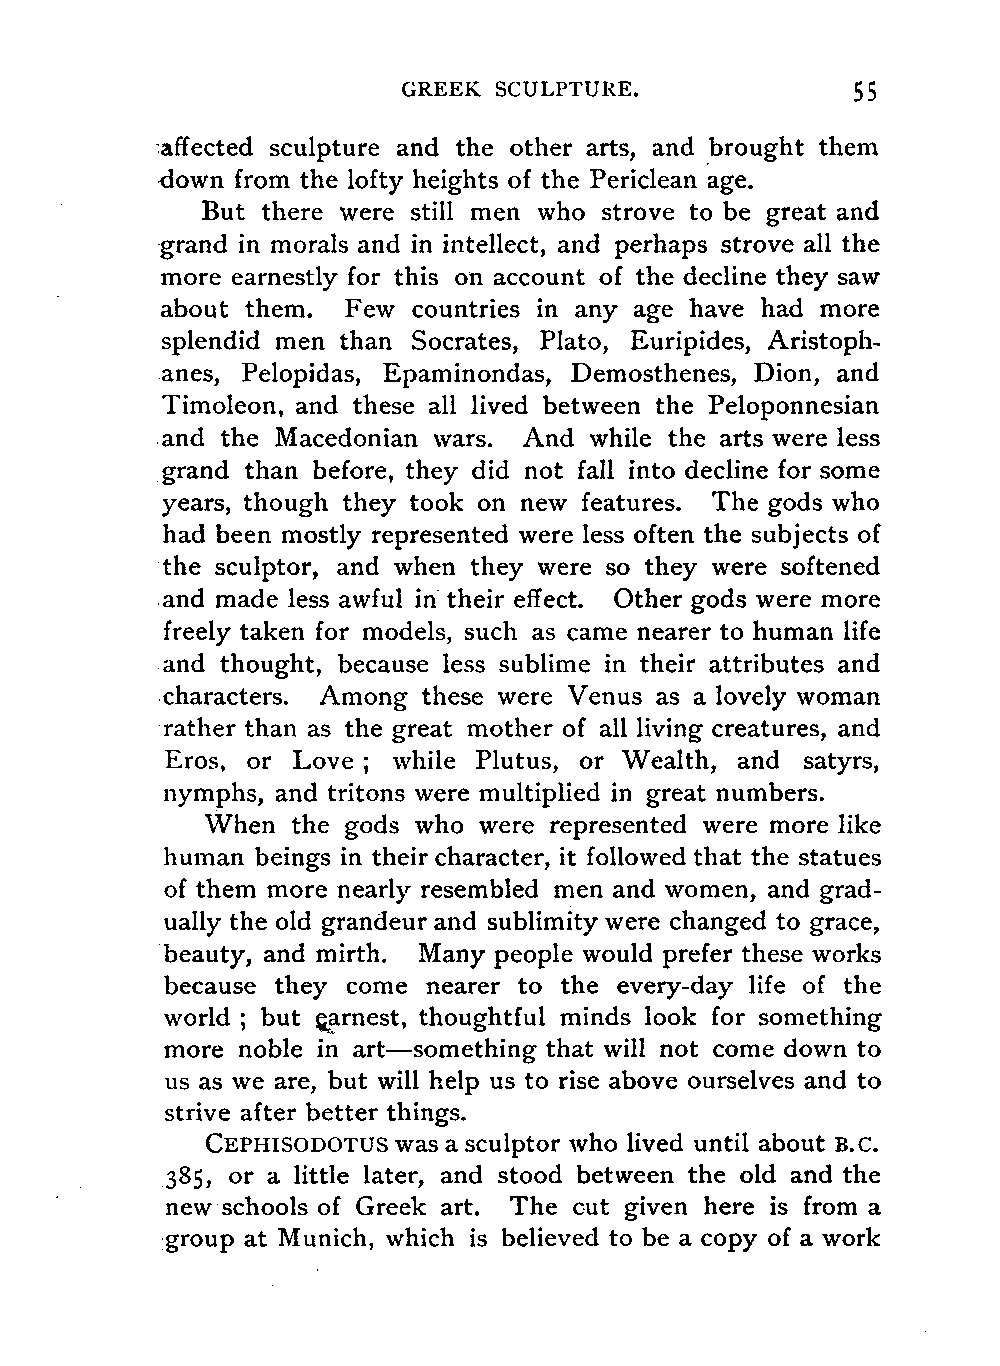 GREEK SCULPTURE. 55
affected sculpture and the other arts, and brought them
down from the lofty heights of the Periclean age.
But there were still men who strove to be great and
grand in morals and in intellect, and perhaps strove all the
more earnestly for this on account of the decline they saw
about them. Few countries in any age have had more
splendid men than Socrates, Plato, Euripides, Aristoph-
anes, Pelopidas, Epaminondas, Demosthenes, Dion, and
Timoleon, and these all lived between the Peloponnesian
and the Macedonian wars. And while the arts were less
grand than before, they did not fall into decline for some
years, though they took on new features. The gods who
had been mostly represented were less often the subjects of
the sculptor, and when they were so they were softened
and made less awful in their effect. Other gods were more
freely taken for models, such as came nearer to human life
and thought, because less sublime in their attributes and
characters. Among these were Venus as a lovely woman
rather than as the great mother of all living creatures, and
Eros, or Love ; while Plutus, or Wealth, and satyrs,
nymphs, and tritons were multiplied in great numbers.
When the gods who were represented were more like
human beings in their character, it followed that the statues
of them more nearly resembled men and women, and grad-
ually the old grandeur and sublimity were changed to grace,
beauty, and mirth. Many people would prefer these works
because they come nearer to the every-day life of the
world ; but earnest, thoughtful minds look for something
more noble in art—something that will not come down to
us as we are, but will help us to rise above ourselves and to
strive after better things.
CEPHISODOTUS was a sculptor who lived until about B.C.
385, or a little later, and stood between the old and the
new schools of Greek art. The cut given here is from a
group at Munich, which is believed to be a copy of a work